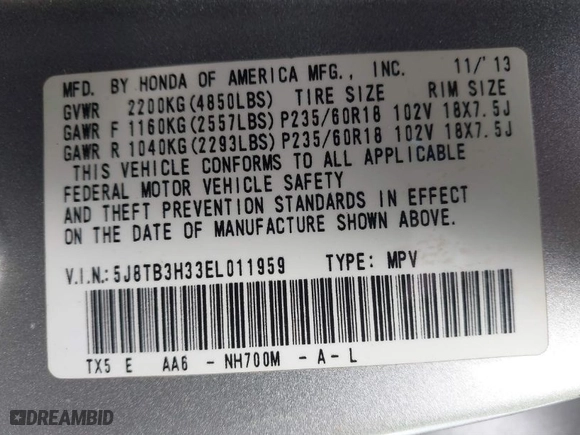 MFD. BY HONDA OF AMERICA MFG., INC. 11/'13
GVWR 2200KG(4850LBS) TIRE SIZE RIM SIZE
GAWR F 1160KG(2557LBS) P235/60R18 102V 18X7.5J
GAWR R 1040KG(2293LBS) P235/60R18 102V 18X7.5J
THIS VEHICLE CONFORMS TO ALL APPLICABLE
FEDERAL MOTOR VEHICLE SAFETY
AND THEFT PREVENTION STANDARDS IN EFFECT
ON THE DATE OF MANUFACTURE SHOWN ABOVE.
V.I.N.: 5J8TB3H33EL011959 TYPE: MPV
TX5 E AA6 - NH700M - A - L
DREAMBID